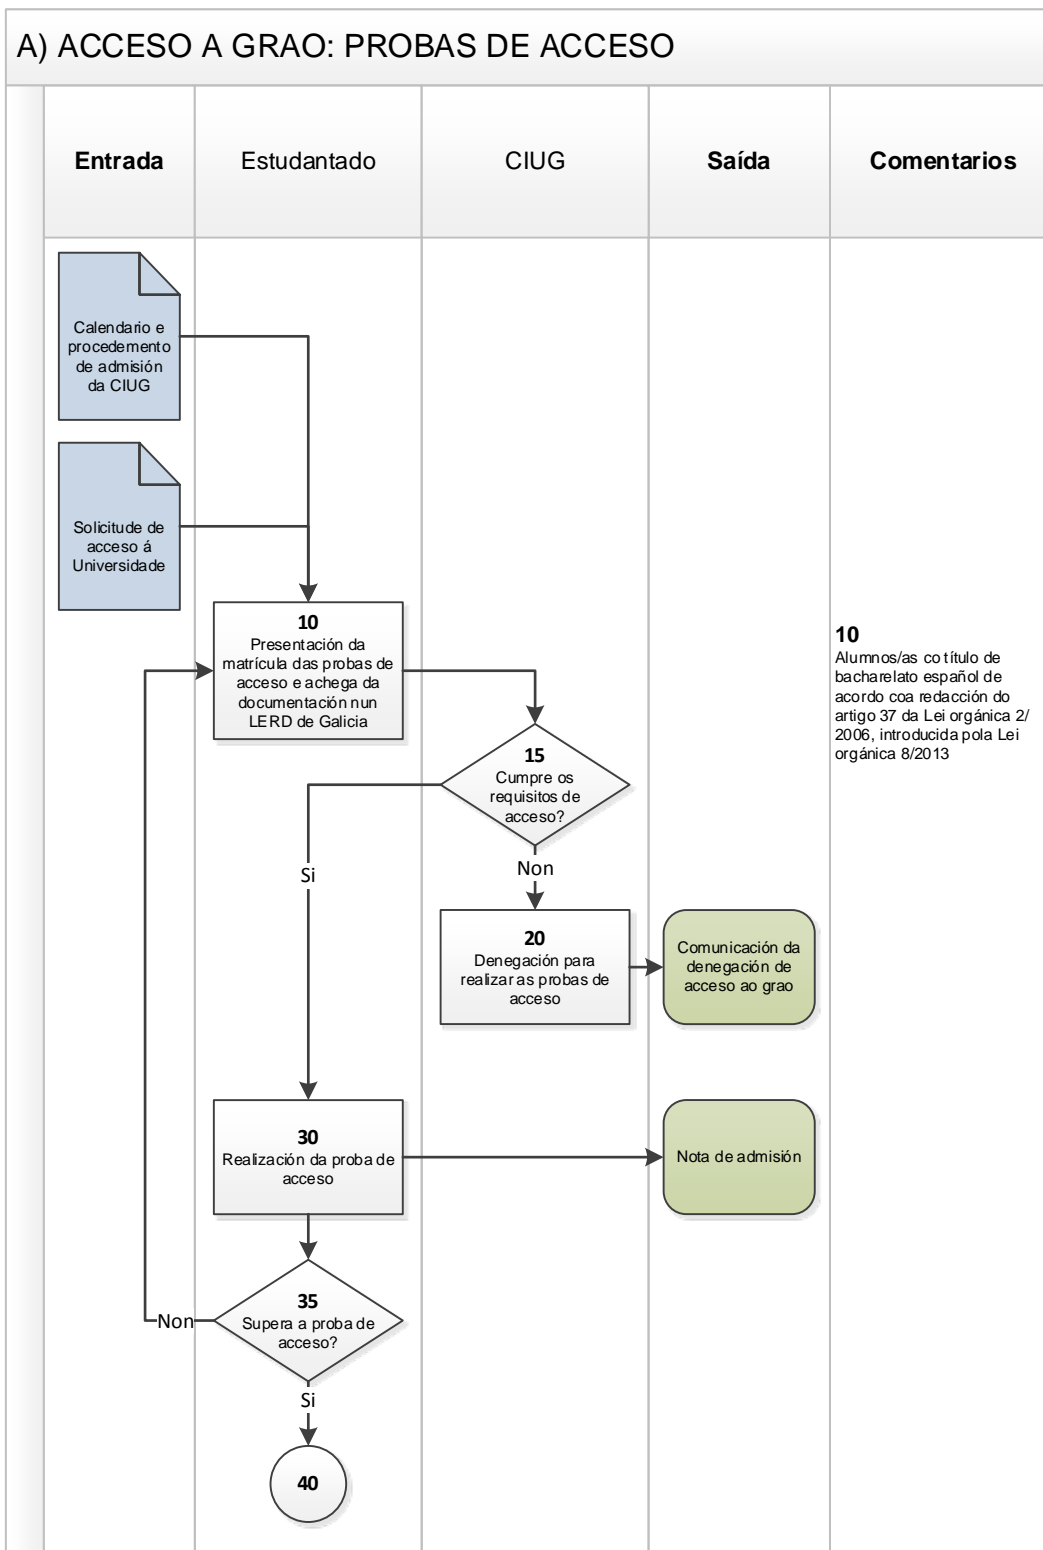 A) ACCESO A GRAO: PROBAS DE ACCESO
Entrada
Estudantado
CIUG
Saída
Comentarios
Calendario e
procedemento
de admisión
da CIUG
Solicitude de
acceso á
Universidade
10
Presentación da
matrícula das probas de
acceso e achega da
documentación nun
LERD de Galicia
10
Alumnos/as co título de
bacharelato español de
acordo coa redacción do
artigo 37 da Lei orgánica 2/
2006, introducida pola Lei
orgánica 8/2013
15
Cumpre os
requisitos de
acceso?
Si
Non
20
Denegación para
realizar as probas de
acceso
Comunicación da
denegación de
acceso ao grao
30
Realización da proba de
acceso
Nota de admisión
35
Supera a proba de
acceso?
Non
Si
40